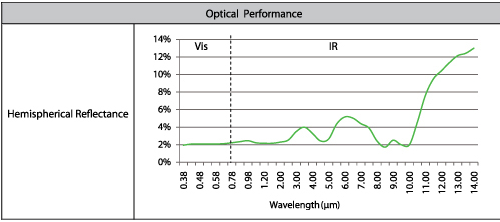 Optical Performance
Hemispherical Reflectance
Vis
IR
14%
12%
10%
8%
6%
4%
2%
0%
0.38 0.48 0.58 0.78 0.98 1.20 2.00 3.00 4.00 5.00 6.00 7.00 8.00 9.00 10.00 11.00 12.00 13.00 14.00
Wavelength (μm)